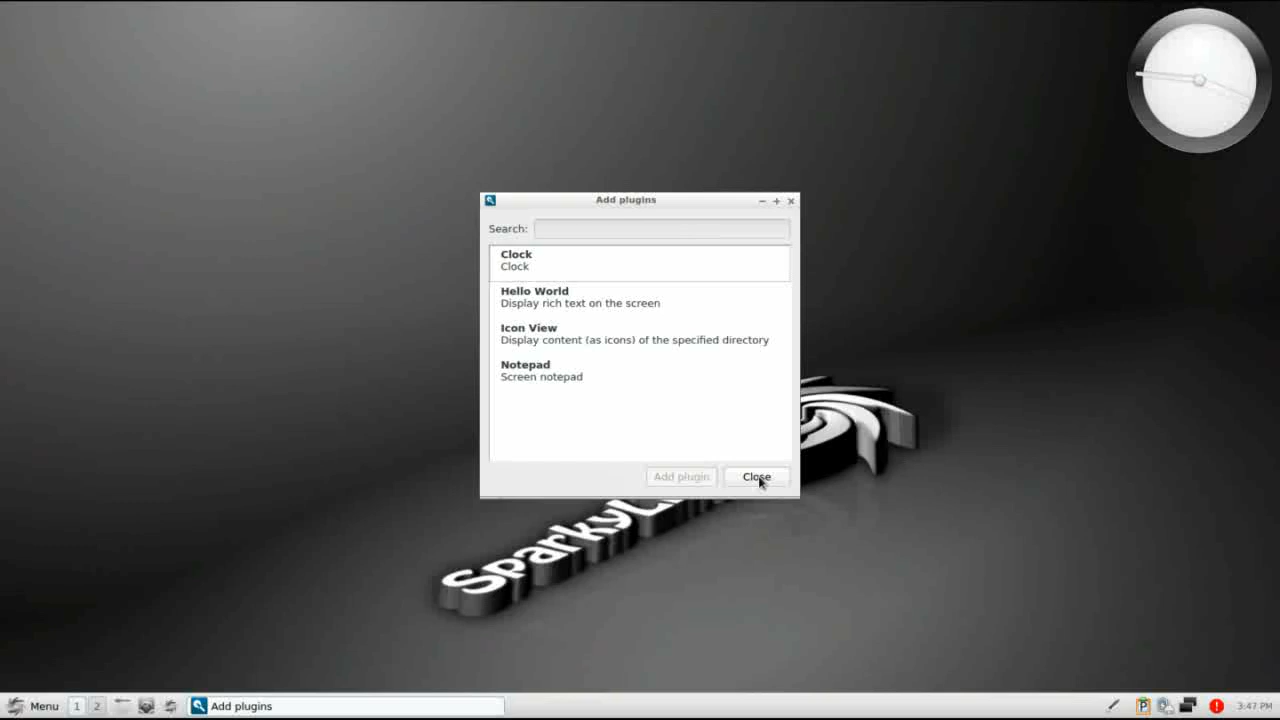 Add plugins
Search:
Clock
Clock
Hello World
Display rich text on the screen
Icon View
Display content (as icons) of the specified directory
Notepad
Screen notepad
Add plugin
Close
Menu
1
2
Add plugins
P
3:47 PM